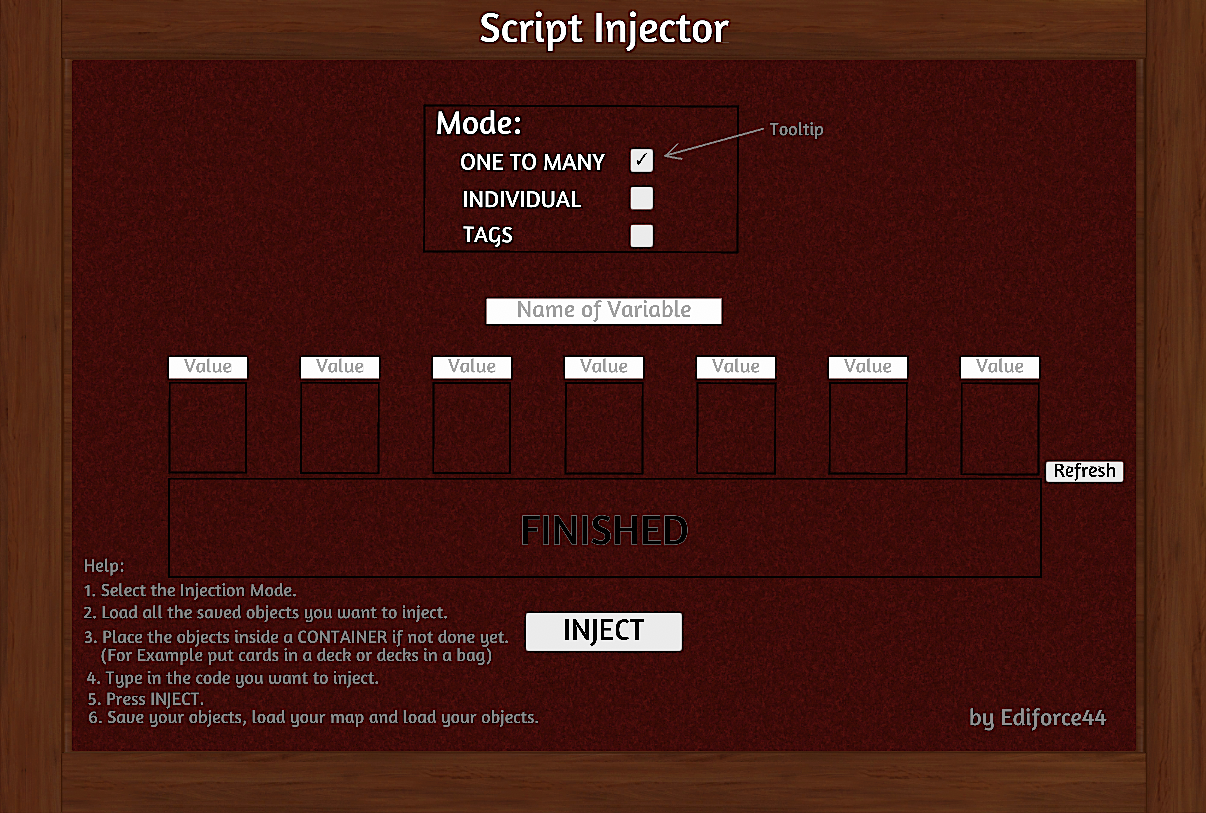 Script Injector
Mode:
Tooltip
ONE TO MANY ✓
INDIVIDUAL
TAGS
Name of Variable
Value Value Value Value Value Value Value
Refresh
FINISHED
Help:
1. Select the Injection Mode.
2. Load all the saved objects you want to inject.
3. Place the objects inside a CONTAINER if not done yet.
(For Example put cards in a deck or decks in a bag)
INJECT
4. Type in the code you want to inject.
5. Press INJECT.
6. Save your objects, load your map and load your objects.
by Ediforce44